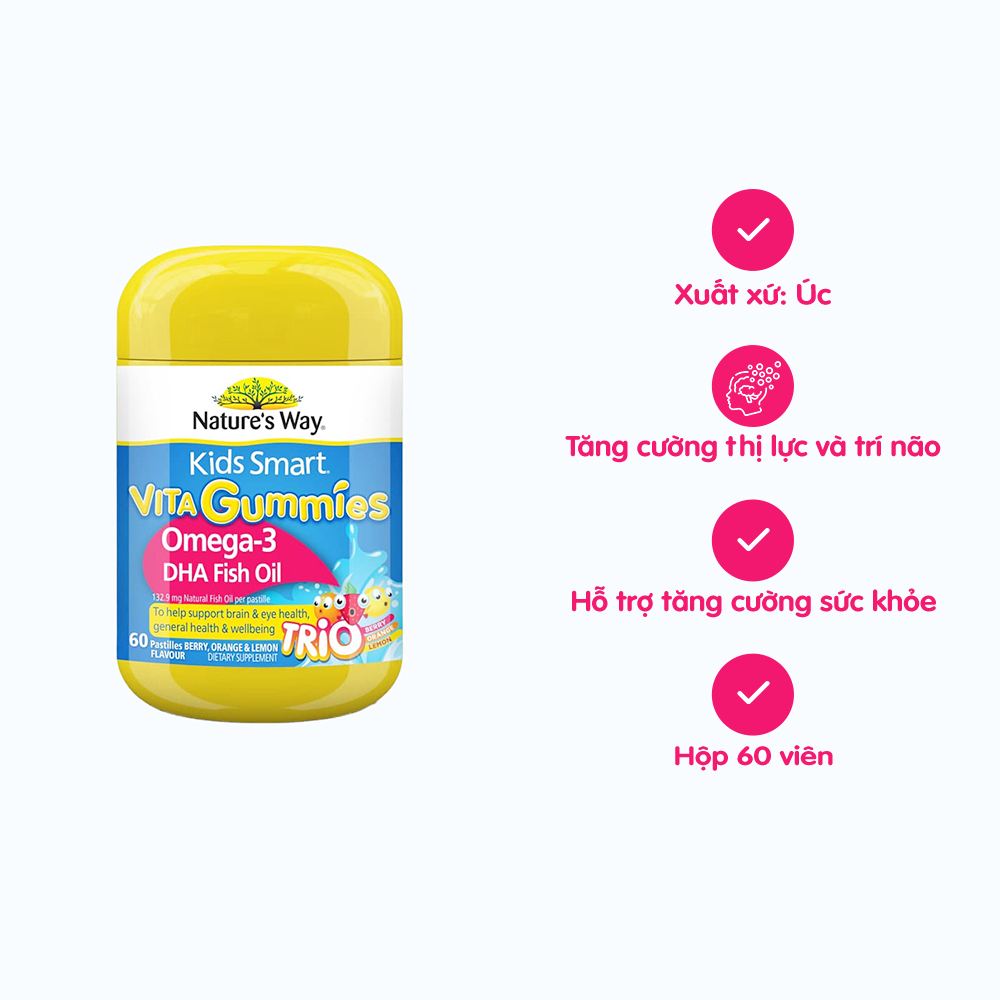 Nature's Way®
Kids Smart®
VITA Gummies
Omega-3
DHA Fish Oil
132.9 mg Natural Fish Oil per pastille
To help support brain & eye health,
general health & wellbeing
TRIO
BERRY
ORANGE
LEMON
60 Pastilles BERRY, ORANGE & LEMON
FLAVOUR
DIETARY SUPPLEMENT
Xuất xứ: Úc
Tăng cường thị lực và trí não
Hỗ trợ tăng cường sức khỏe
Hộp 60 viên